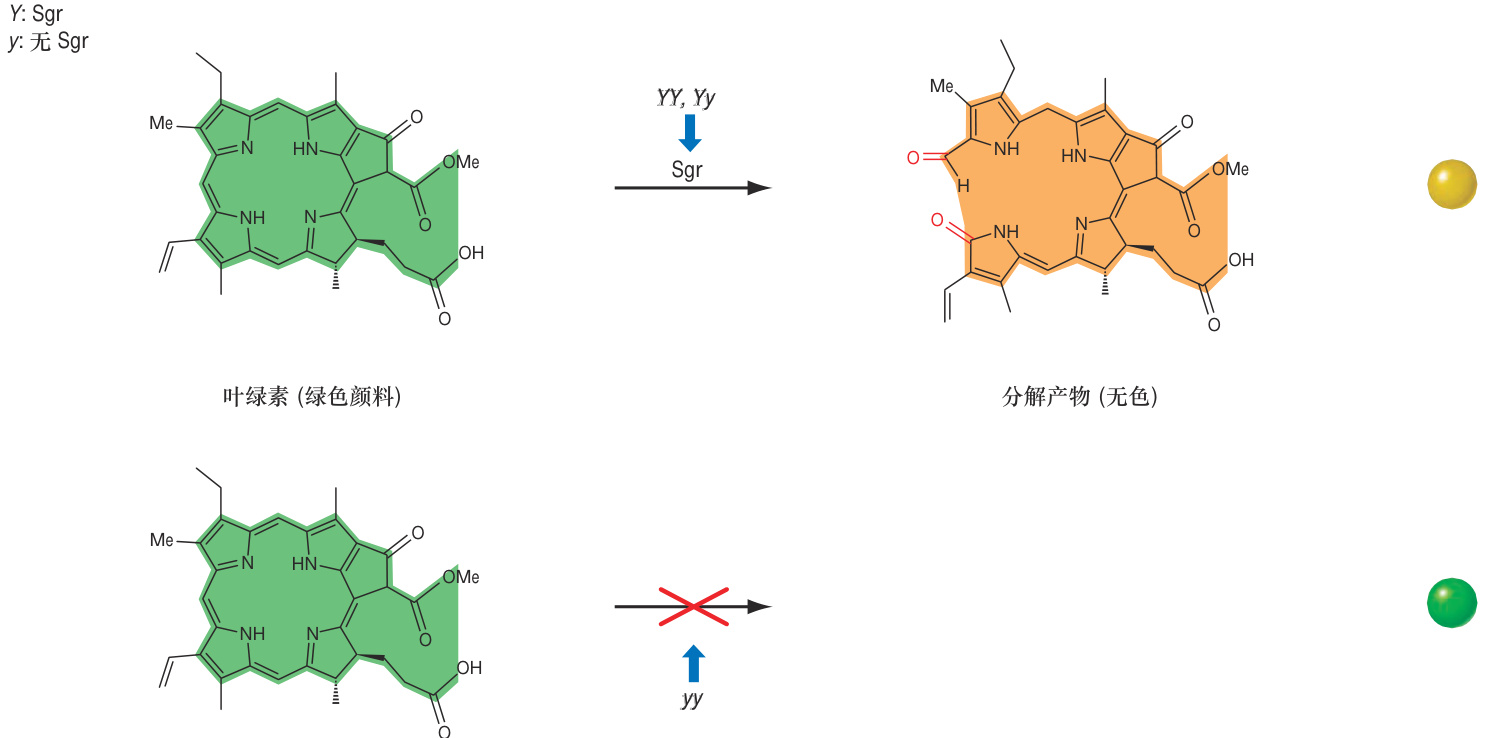 Y: Sgr
y: 无 Sgr
YY, Yy
Sgr
Me
N
HN
O
OMe
O
NH
N
OH
O
Me
NH
HN
O
OMe
O
H
O
O
NH
N
OH
O
叶绿素 (绿色颜料)
分解产物 (无色)
Me
N
HN
O
OMe
O
NH
N
OH
O
yy